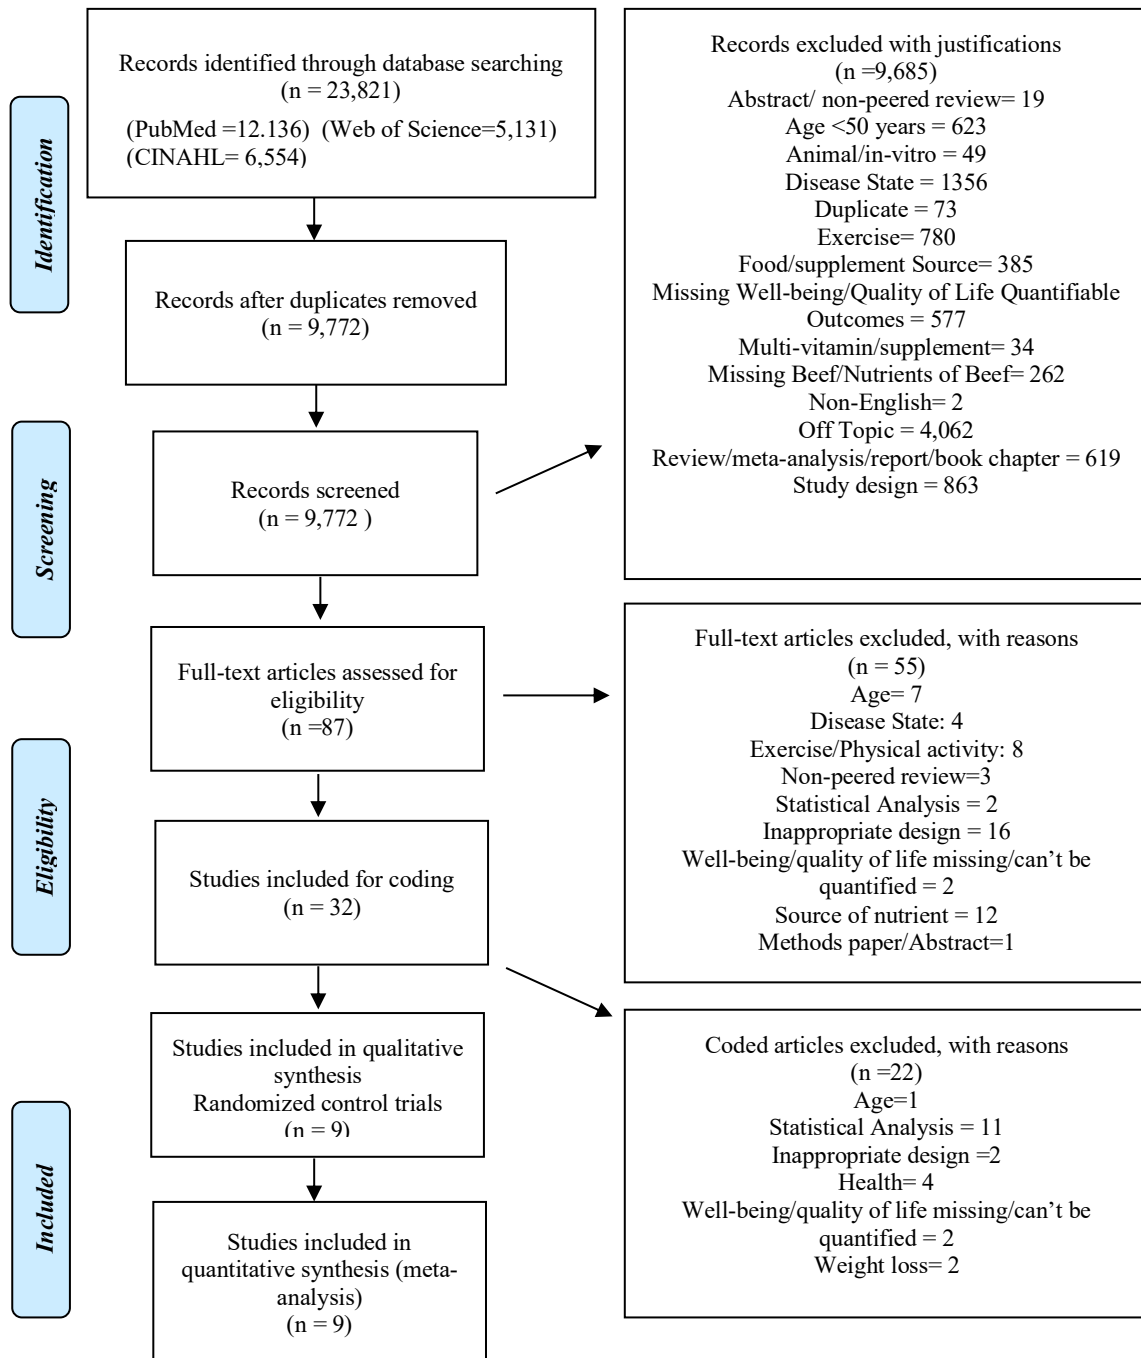 Records identified through database searching
(n = 23,821)
(PubMed =12.136) (Web of Science=5,131)
(CINAHL= 6,554)
Records excluded with justifications
(n =9,685)
Abstract/ non-peered review= 19
Age <50 years = 623
Animal/in-vitro = 49
Disease State = 1356
Duplicate = 73
Exercise= 780
Food/supplement Source= 385
Missing Well-being/Quality of Life Quantifiable
Outcomes = 577
Multi-vitamin/supplement= 34
Missing Beef/Nutrients of Beef= 262
Non-English= 2
Off Topic = 4,062
Review/meta-analysis/report/book chapter = 619
Study design = 863
Identification
Records after duplicates removed
(n = 9,772)
Screening
Records screened
(n = 9,772 )
Full-text articles assessed for
eligibility
(n =87)
Full-text articles excluded, with reasons
(n = 55)
Age= 7
Disease State: 4
Exercise/Physical activity: 8
Non-peered review=3
Statistical Analysis = 2
Inappropriate design = 16
Well-being/quality of life missing/can’t be
quantified = 2
Source of nutrient = 12
Methods paper/Abstract=1
Eligibility
Studies included for coding
(n = 32)
Coded articles excluded, with reasons
(n =22)
Age=1
Statistical Analysis = 11
Inappropriate design =2
Health= 4
Well-being/quality of life missing/can’t be
quantified = 2
Weight loss= 2
Included
Studies included in qualitative
synthesis
Randomized control trials
(n = 9)
Studies included in
quantitative synthesis (meta-
analysis)
(n = 9)